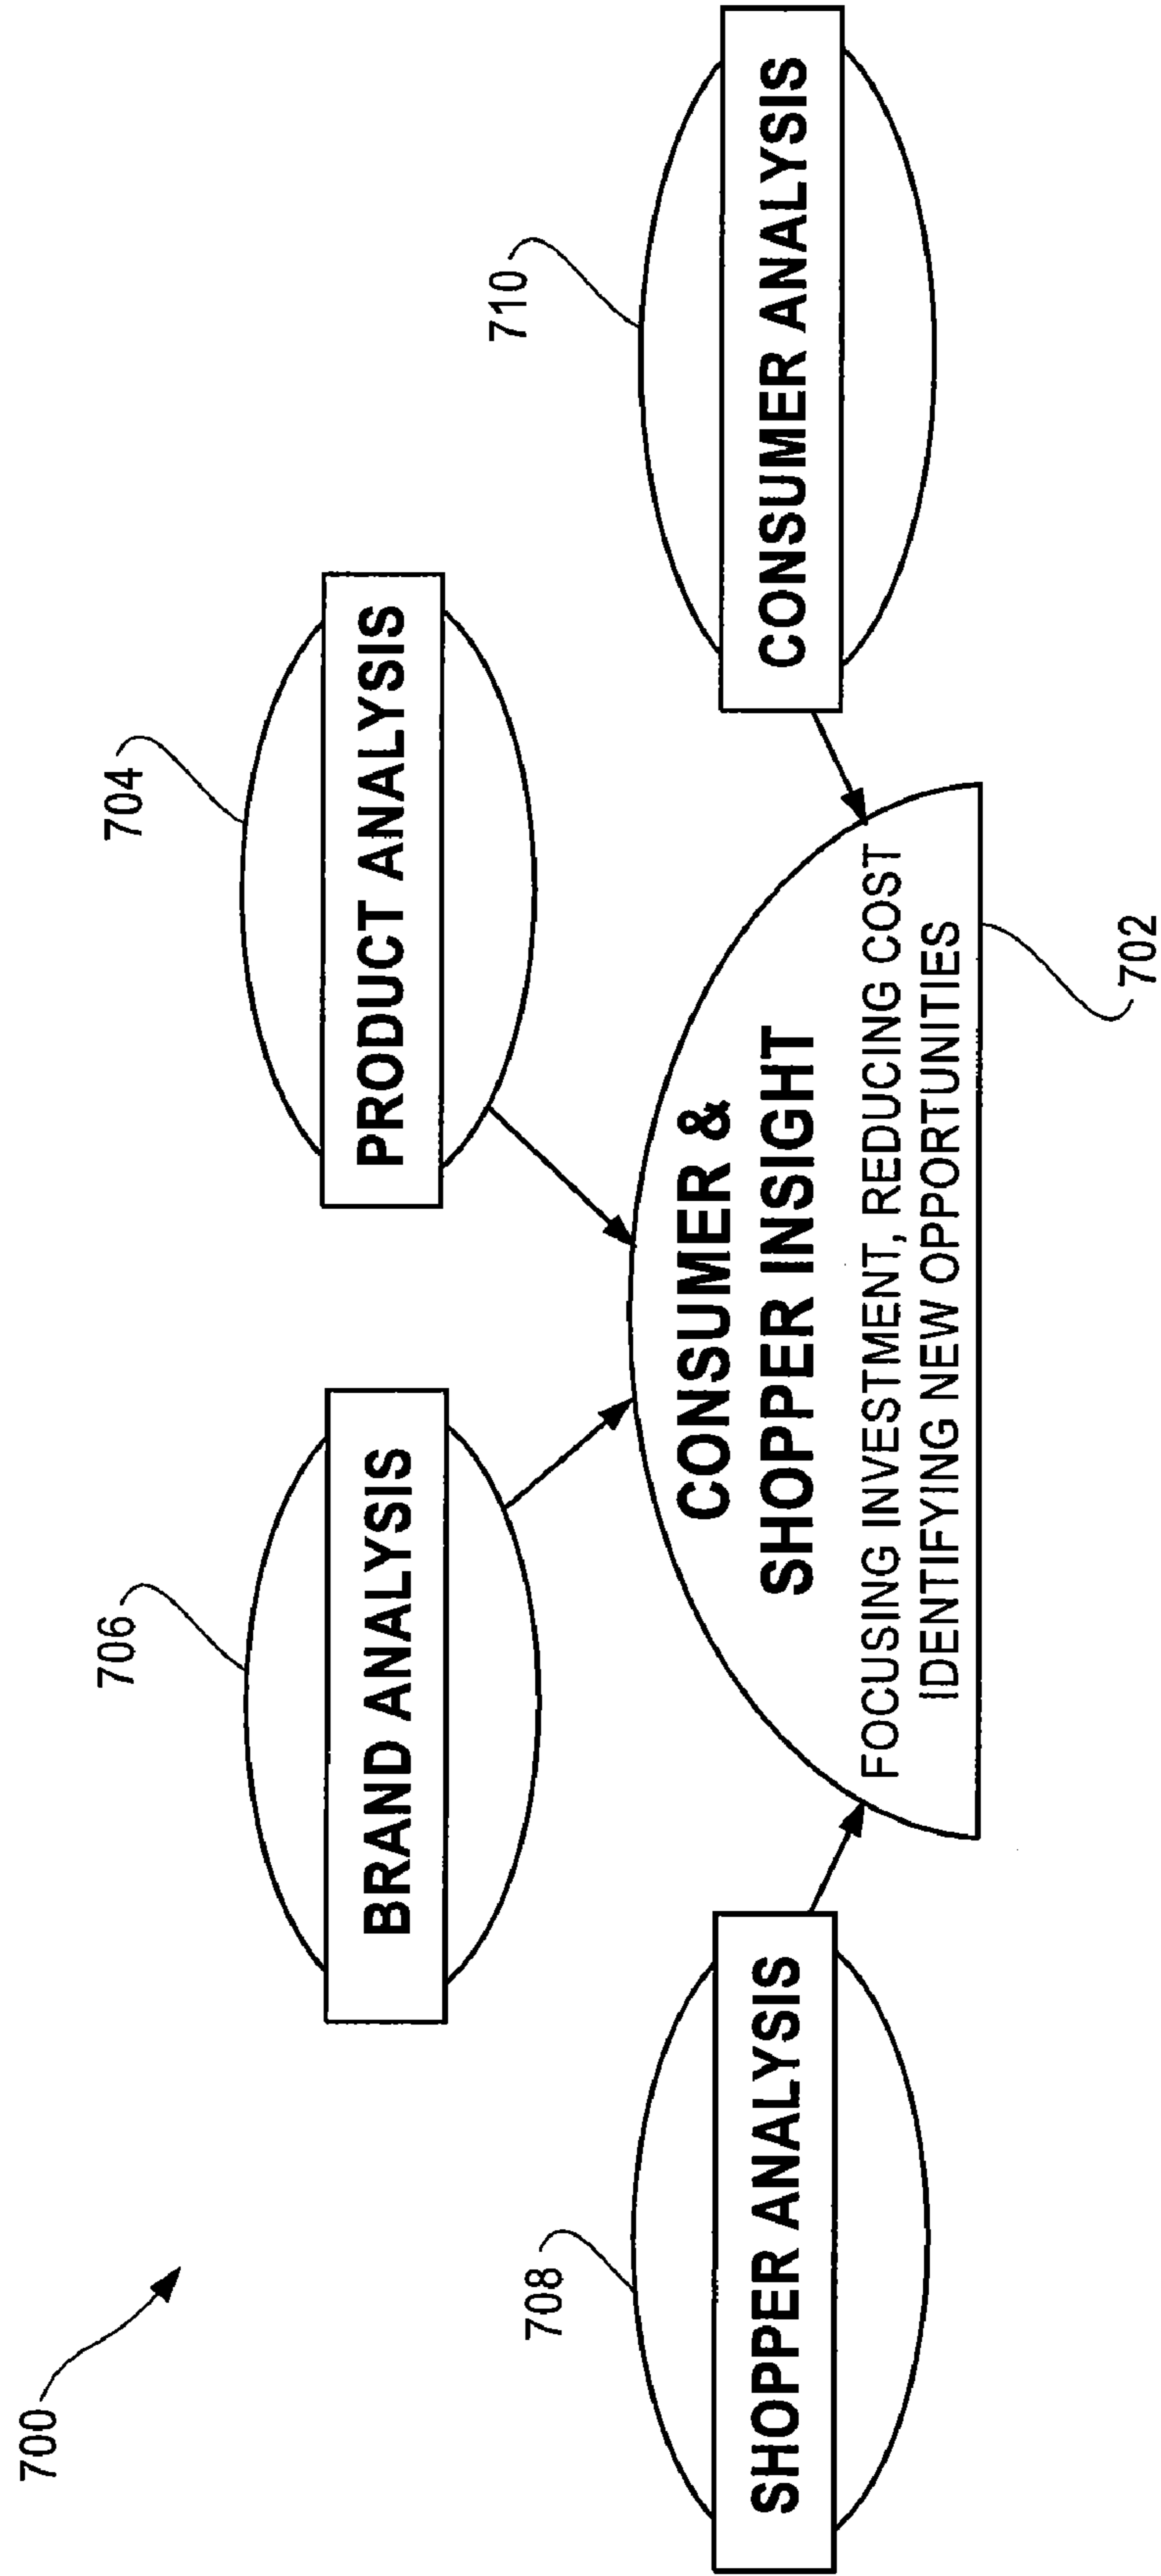 700
706
704
BRAND ANALYSIS
PRODUCT ANALYSIS
708
710
SHOPPER ANALYSIS
CONSUMER ANALYSIS
CONSUMER &
SHOPPER INSIGHT
FOCUSING INVESTMENT, REDUCING COST
IDENTIFYING NEW OPPORTUNITIES
702